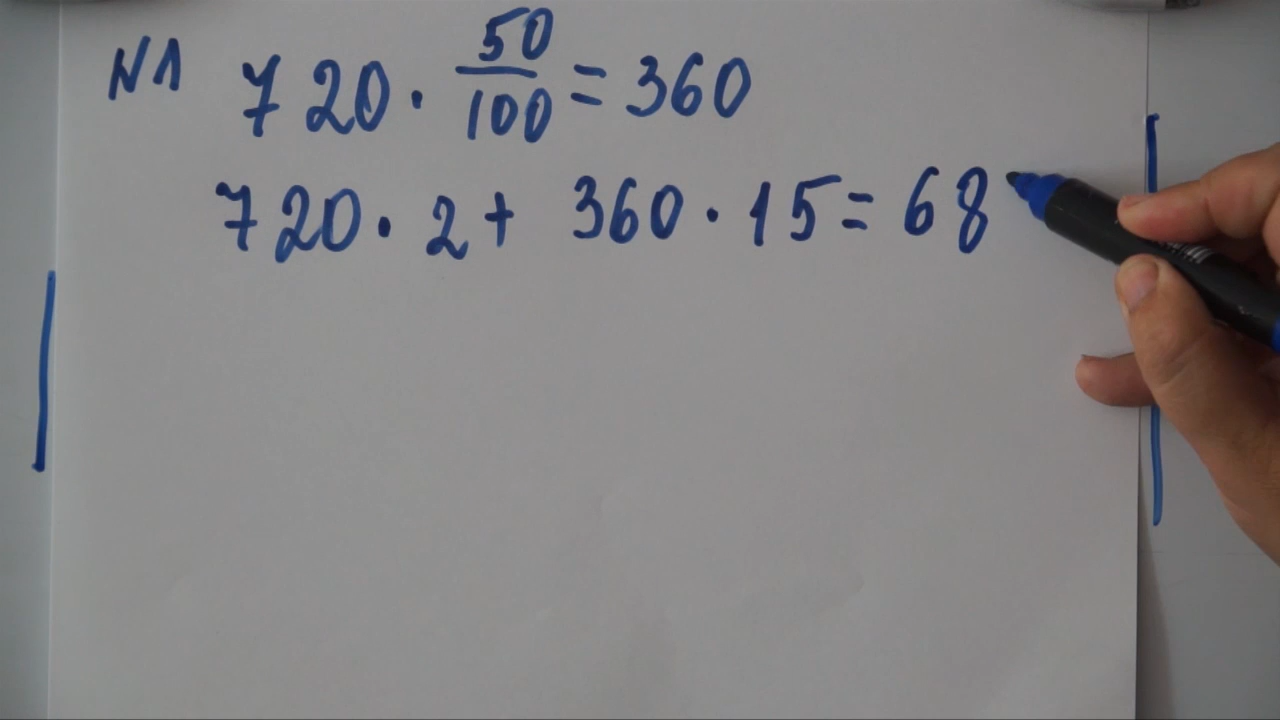 N1 720 · 50/100 = 360
720 · 2 + 360 · 15 = 68